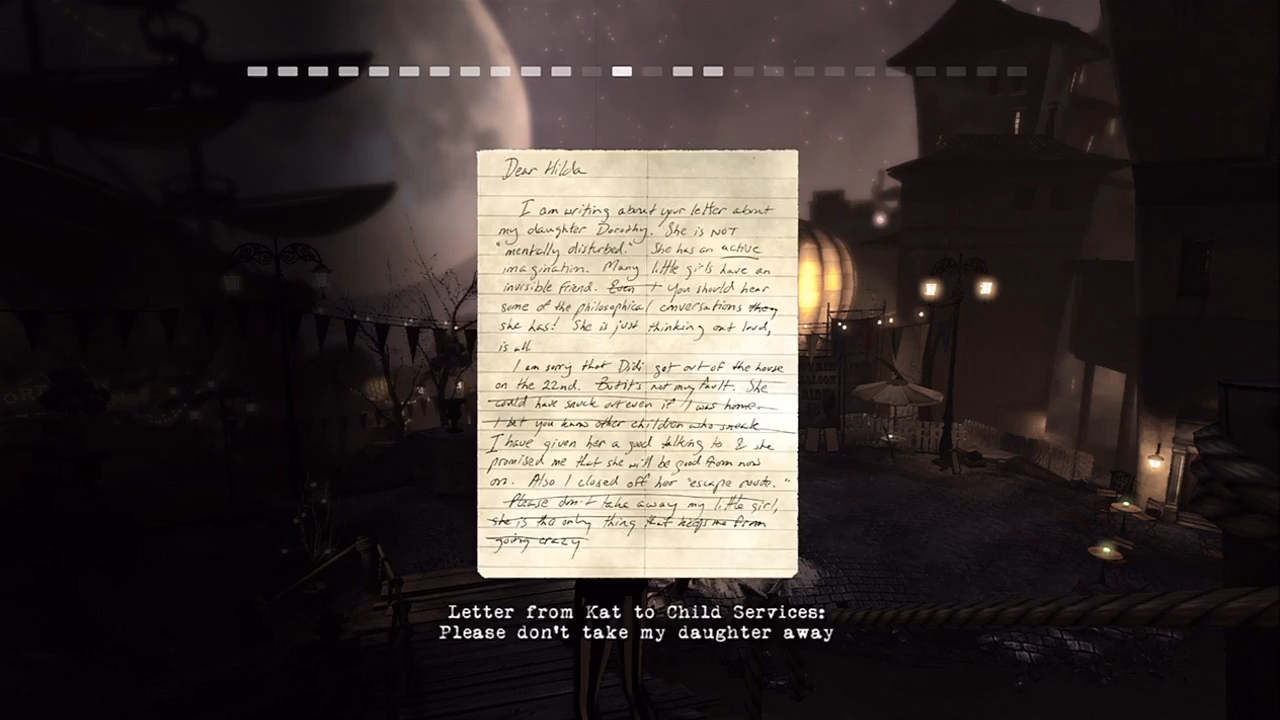 Dear Hilda
I am writing about your letter about
my daughter Dorothy. She is NOT
"mentally disturbed." She has an active
imagination. Many little girls have an
invisible friend. Even I You should hear
some of the philosophical conversations they
she has! She is just thinking out loud,
is all.
I am sorry that Didi got out of the house
on the 22nd. But it's not my fault. She
could have snuck out even if I was home
I bet you know other children who sneak
I have given her a good talking to & she
promised me that she will be good from now
on. Also I closed off her "escape route."
Please don't take away my little girl,
she is the only thing that keeps me from
going crazy
Letter from Kat to Child Services:
Please don't take my daughter away